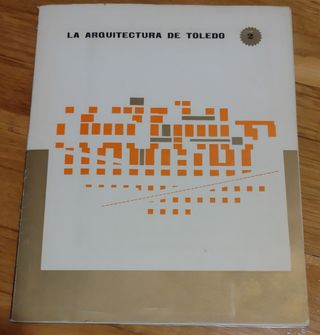 LA ARQUITECTURA DE TOLEDO 2